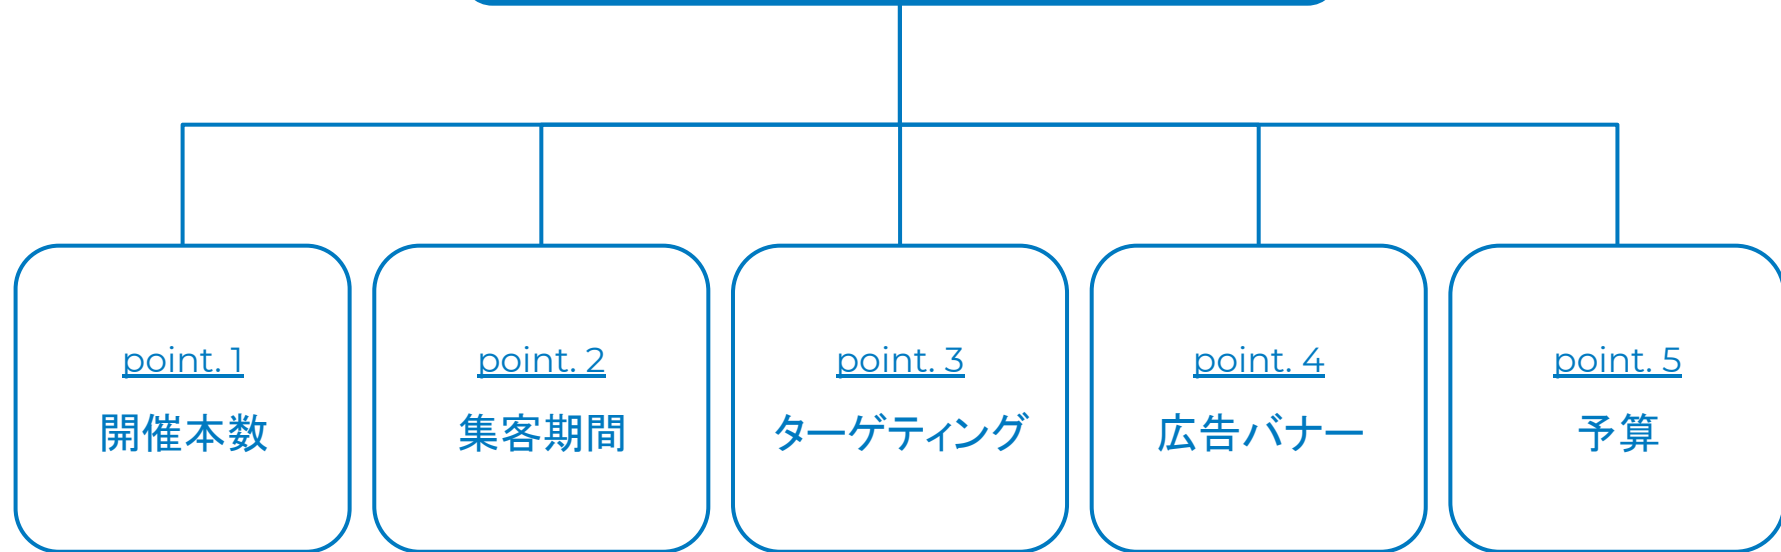 point. 1
開催本数
point. 2
集客期間
point. 3
ターゲティング
point. 4
広告バナー
point. 5
予算